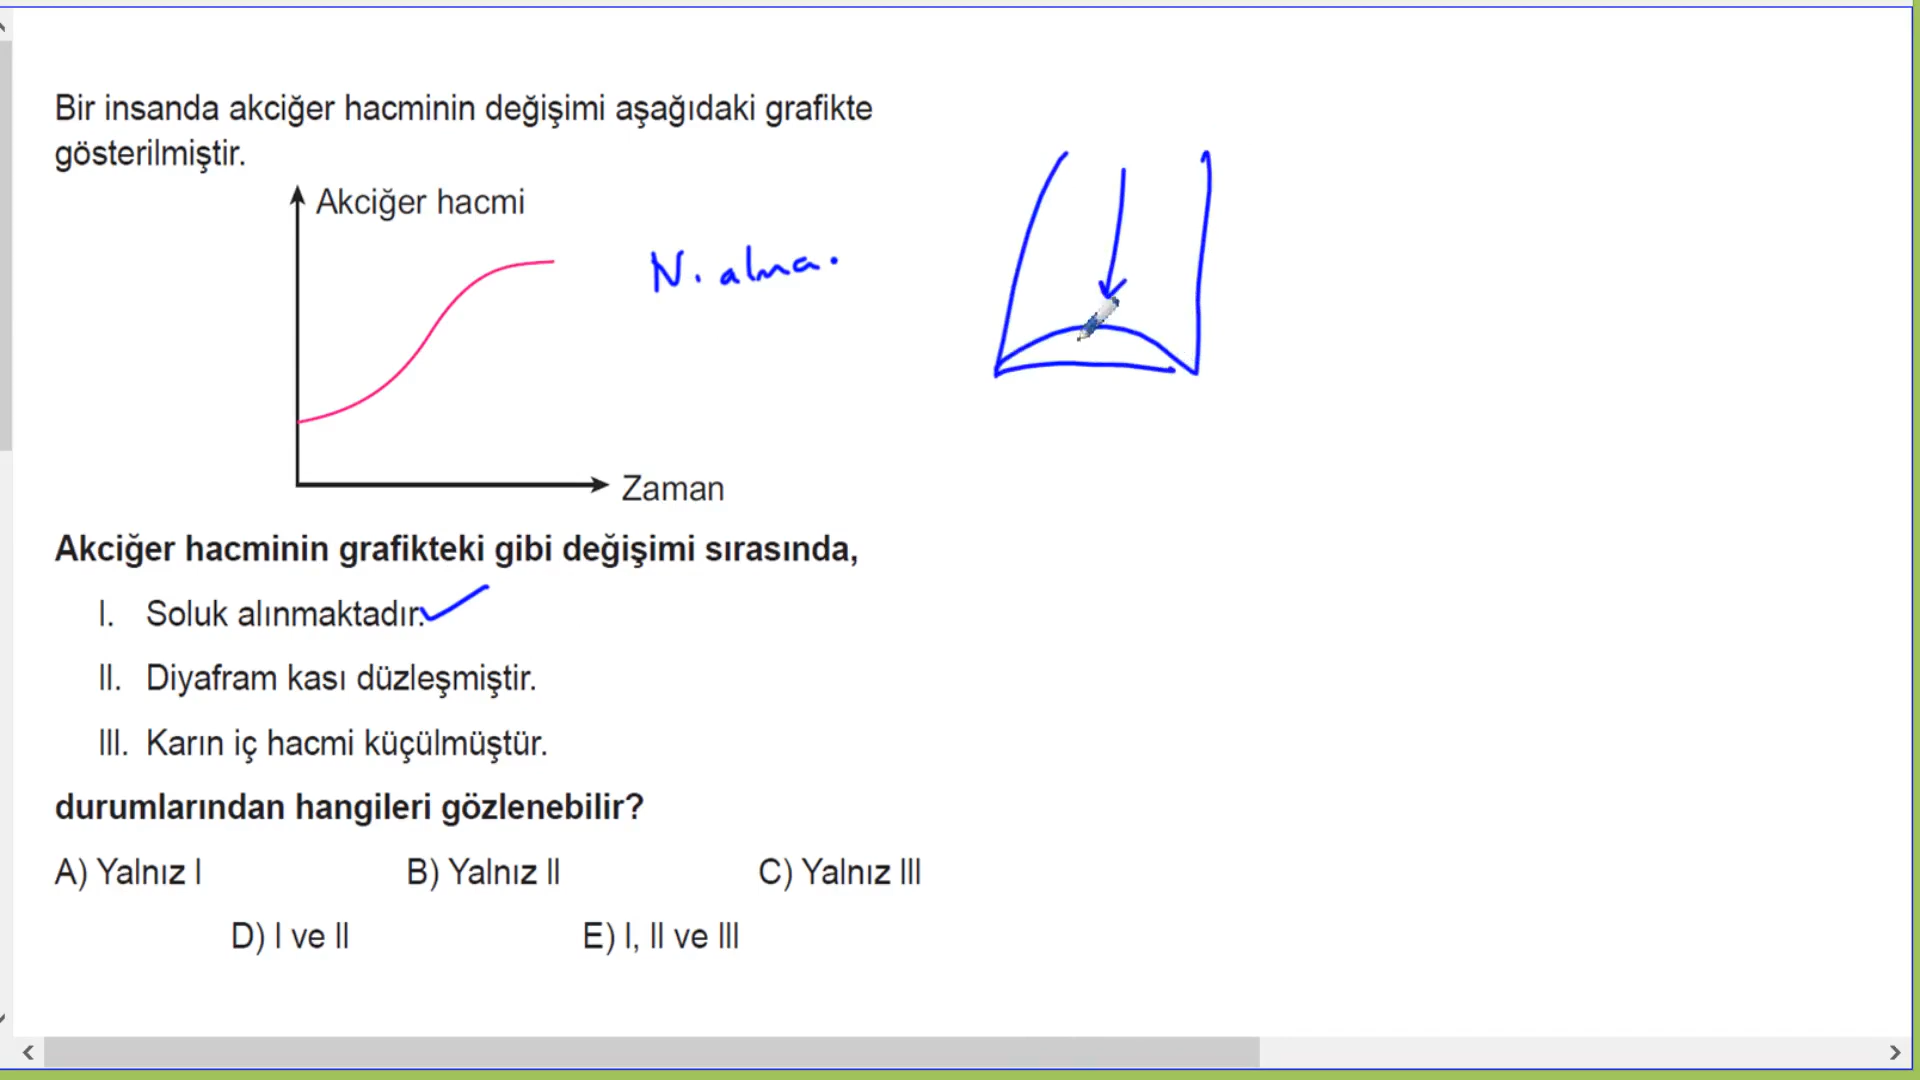 Bir insanda akciğer hacminin değişimi aşağıdaki grafikte
gösterilmiştir.
Akciğer hacmi
N. alma.
Zaman
Akciğer hacminin grafikteki gibi değişimi sırasında,
I. Soluk alınmaktadır.
II. Diyafram kası düzleşmiştir.
III. Karın iç hacmi küçülmüştür.
durumlarından hangileri gözlenebilir?
A) Yalnız I B) Yalnız II C) Yalnız III
D) I ve II E) I, II ve III